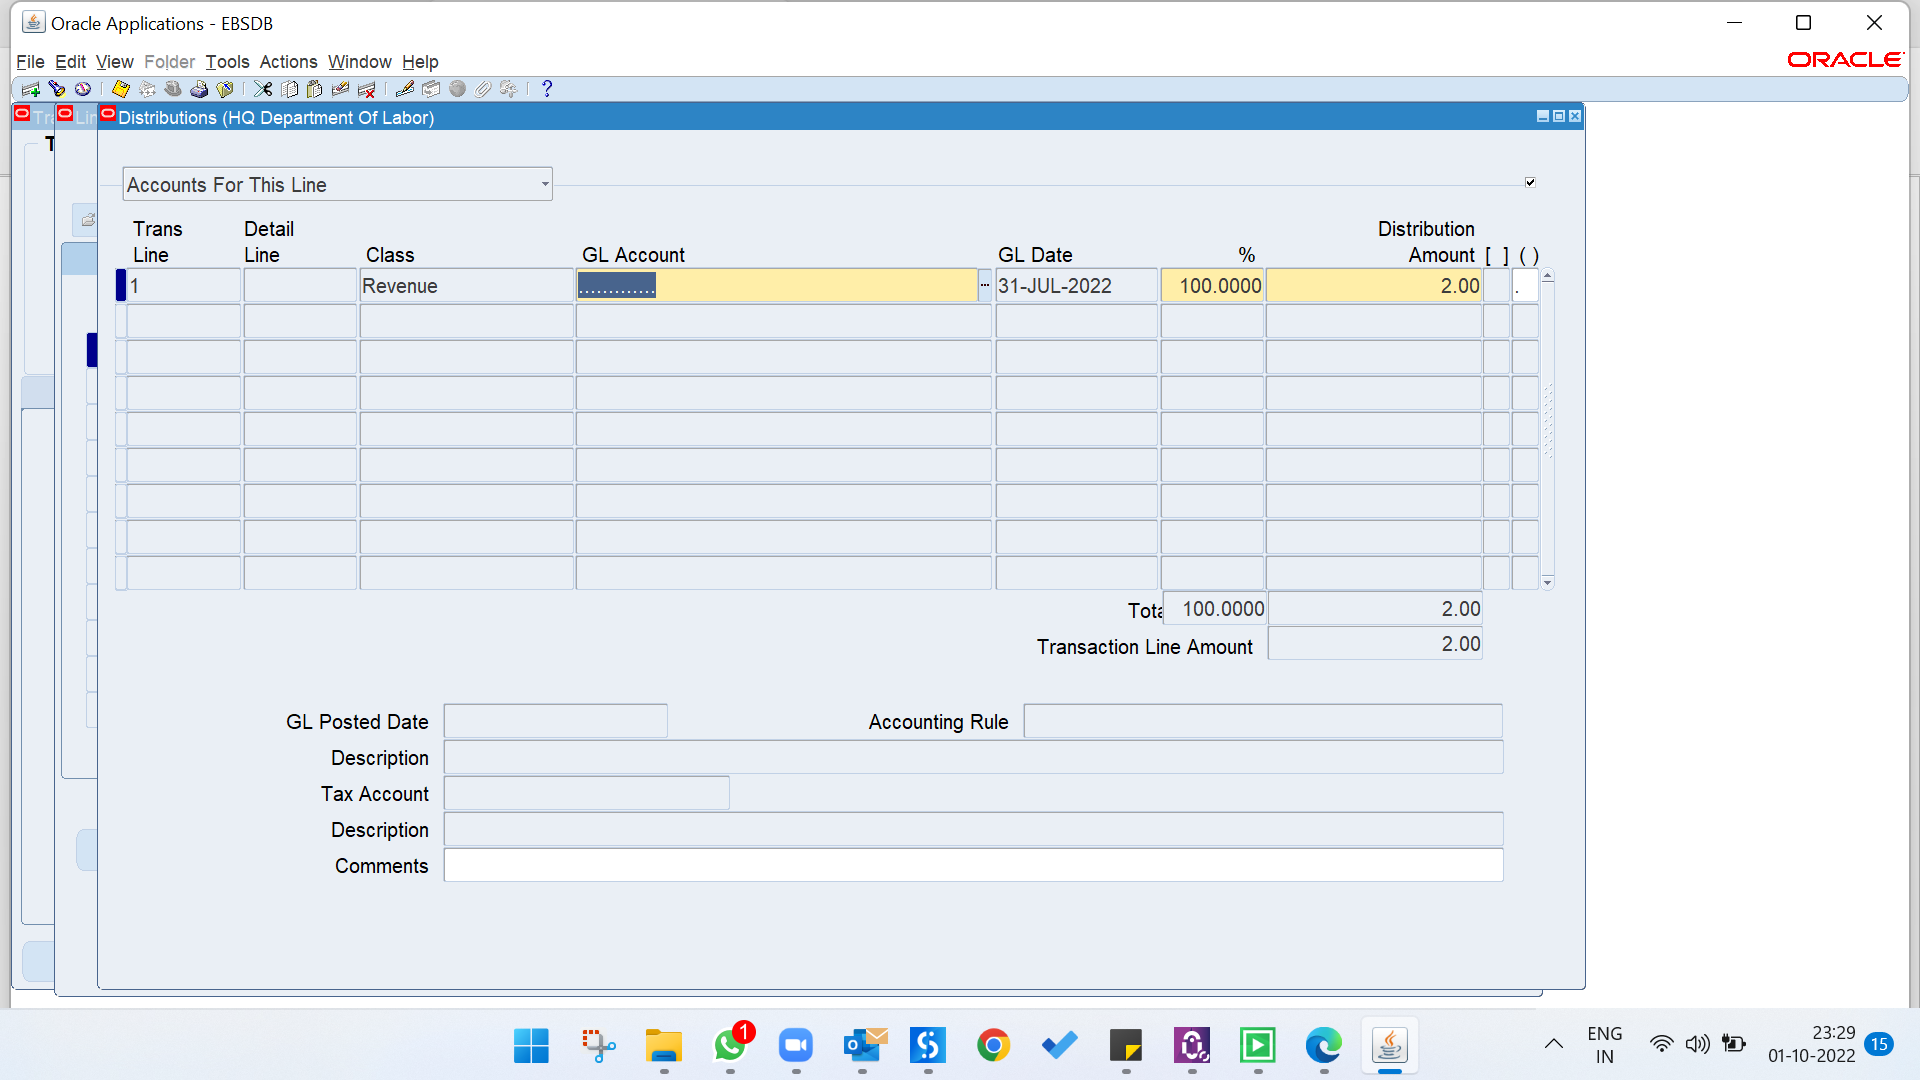 Oracle Applications - EBSDB
File Edit View Folder Tools Actions Window Help
ORACLE
Tra
Lin
Distributions (HQ Department Of Labor)
T
Accounts For This Line
Trans Line
Detail Line
Class
GL Account
GL Date
%
Distribution Amount
[ ]
( )
1
Revenue
.............
...
31-JUL-2022
100.0000
2.00
.
Tota
100.0000
2.00
Transaction Line Amount
2.00
GL Posted Date
Accounting Rule
Description
Tax Account
Description
Comments
1
ENG
IN
23:29
01-10-2022
15